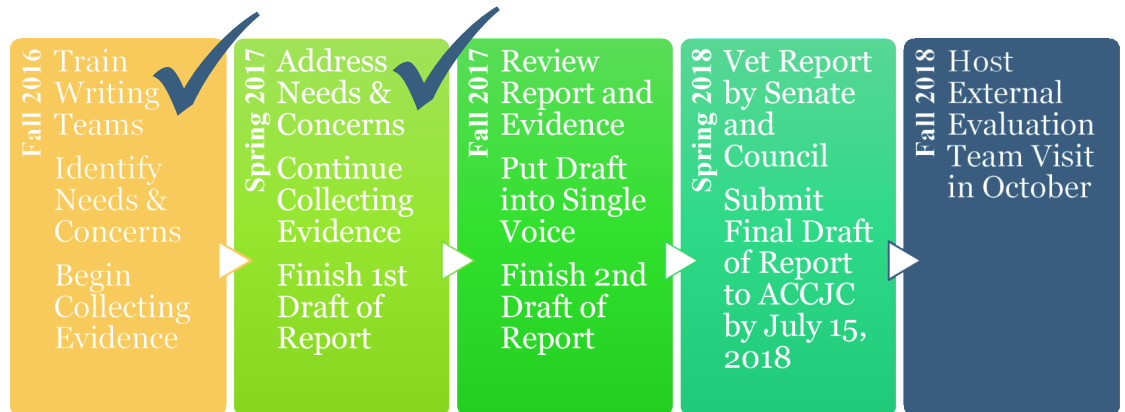 Fall 2016
Train
Writing
Teams
Identify
Needs &
Concerns
Begin
Collecting
Evidence
Spring 2017
Address
Needs &
Concerns
Continue
Collecting
Evidence
Finish 1st
Draft of
Report
Fall 2017
Review
Report and
Evidence
Put Draft
into Single
Voice
Finish 2nd
Draft of
Report
Spring 2018
Vet Report
by Senate
and
Council
Submit
Final Draft
of Report
to ACCJC
by July 15,
2018
Fall 2018
Host
External
Evaluation
Team Visit
in October